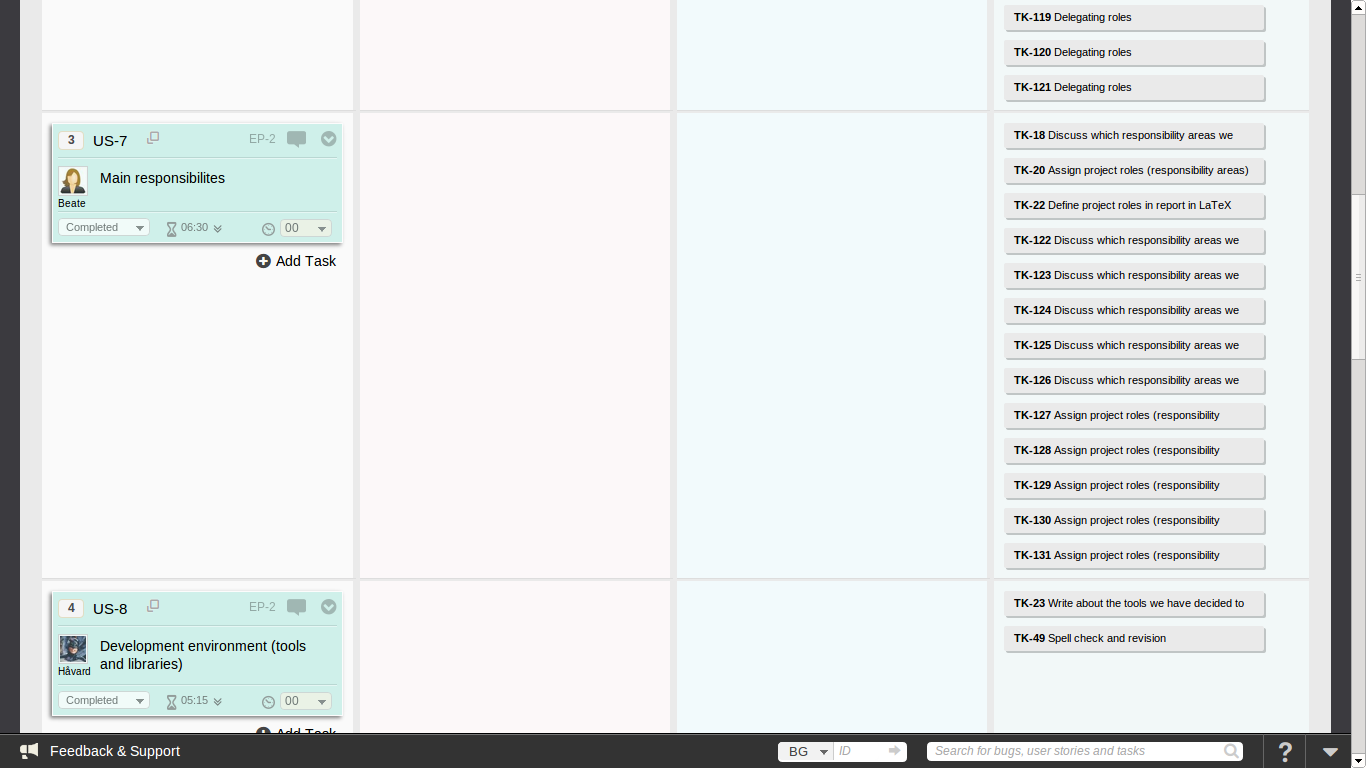 TK-119 Delegating roles
TK-120 Delegating roles
TK-121 Delegating roles
3 US-7 EP-2
Main responsibilites
Beate
Completed 06:30 00
Add Task
TK-18 Discuss which responsibility areas we
TK-20 Assign project roles (responsibility areas)
TK-22 Define project roles in report in LaTeX
TK-122 Discuss which responsibility areas we
TK-123 Discuss which responsibility areas we
TK-124 Discuss which responsibility areas we
TK-125 Discuss which responsibility areas we
TK-126 Discuss which responsibility areas we
TK-127 Assign project roles (responsibility
TK-128 Assign project roles (responsibility
TK-129 Assign project roles (responsibility
TK-130 Assign project roles (responsibility
TK-131 Assign project roles (responsibility
4 US-8 EP-2
Development environment (tools
and libraries)
Håvard
Completed 05:15 00
Add Task
TK-23 Write about the tools we have decided to
TK-49 Spell check and revision
Feedback & Support
BG ID
Search for bugs, user stories and tasks
?